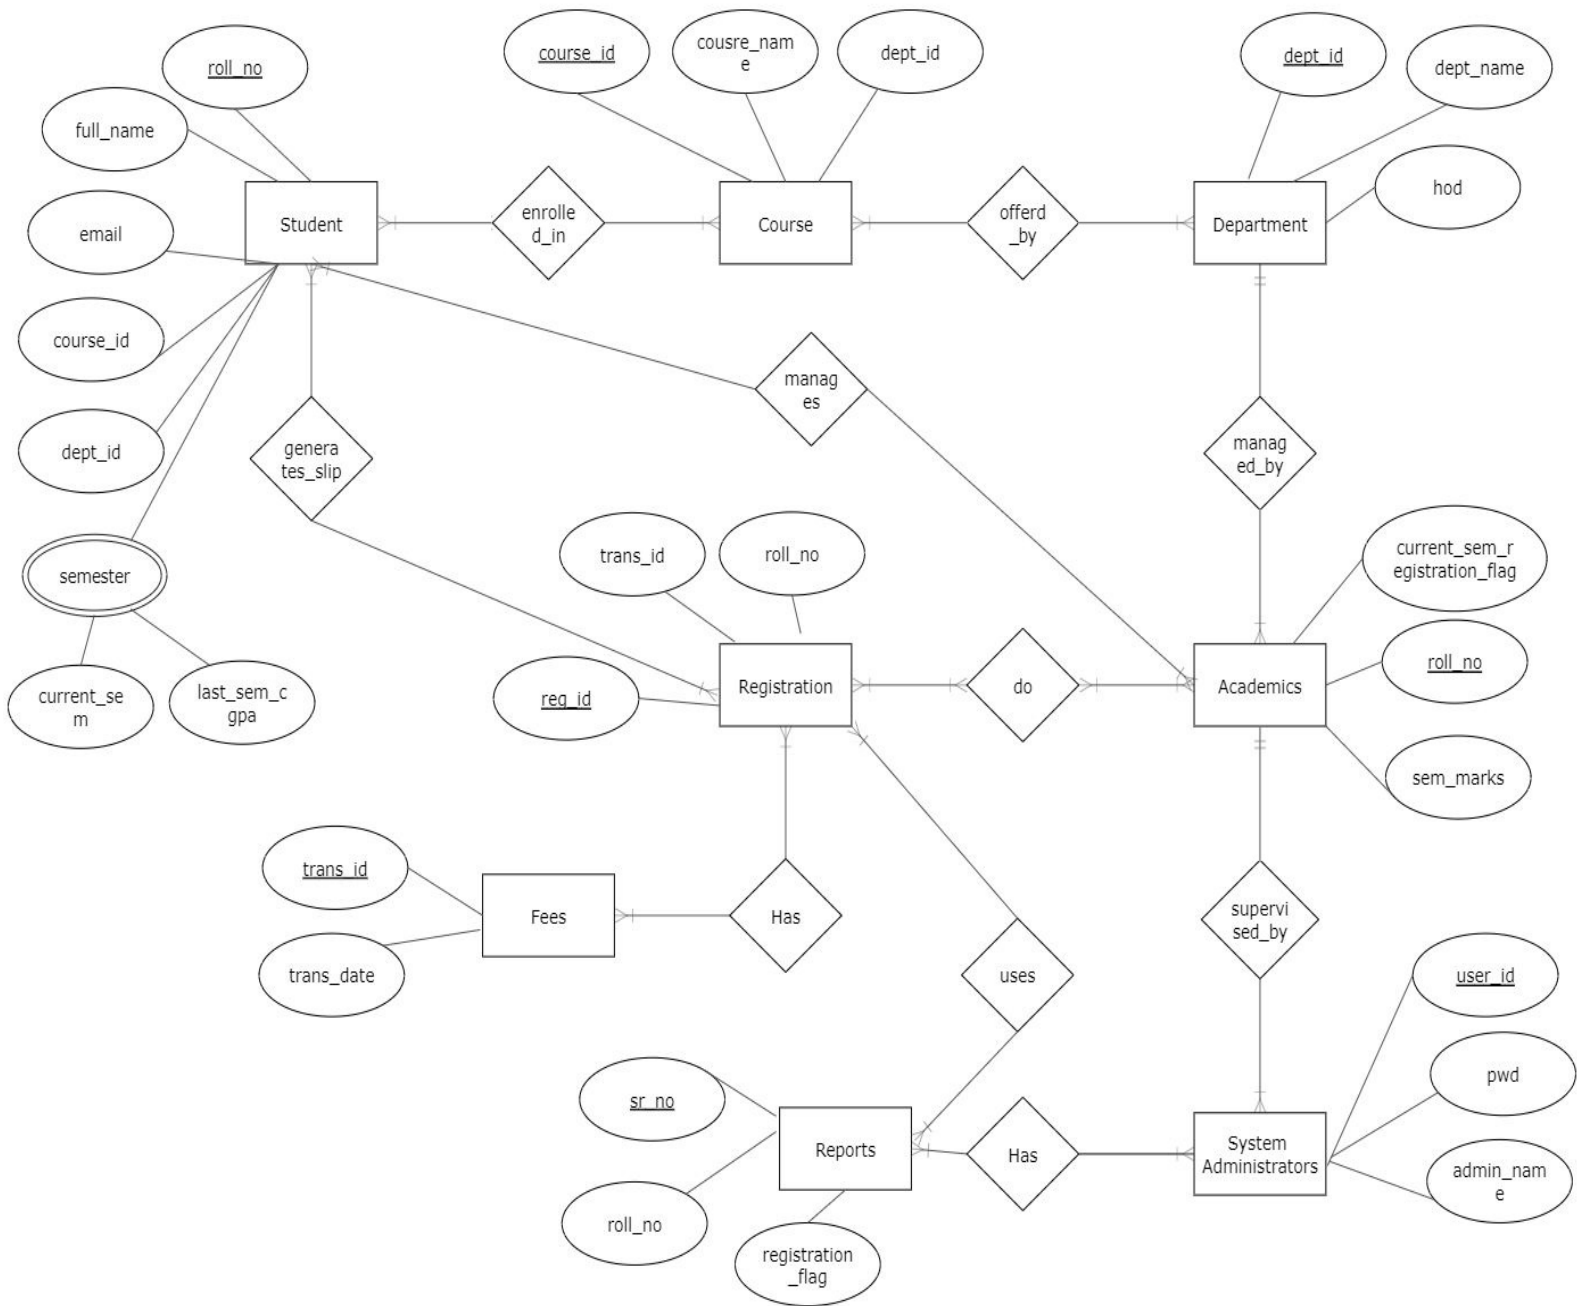 roll_no
course_id
cousre_nam
e
dept_id
dept_id
dept_name
full_name
hod
email
Student
enrolle
d_in
Course
offerd
_by
Department
course_id
manag
es
dept_id
genera
tes_slip
manag
ed_by
semester
trans_id
roll_no
current_sem_r
egistration_flag
current_se
m
last_sem_c
gpa
reg_id
Registration
do
Academics
roll_no
sem_marks
trans_id
Fees
Has
trans_date
uses
supervi
sed_by
user_id
pwd
sr_no
Reports
Has
System
Administrators
admin_nam
e
roll_no
registration
_flag